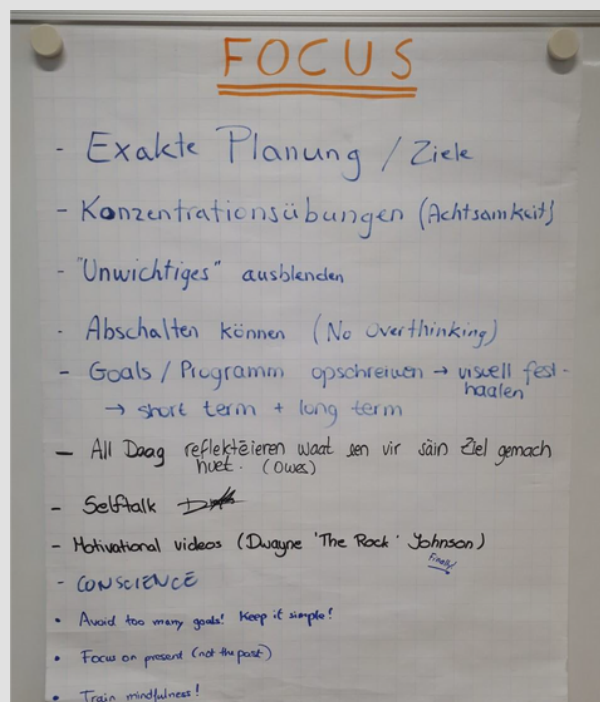 FOCUS
- Exakte Planung / Ziele
- Konzentrationsübungen (Achtsamkeit)
- "Unwichtiges" ausblenden
- Abschalten können (No Overthinking)
- Goals / Programm opschreiwen → visuell fest-
haalen
→ short term + long term
- All Daag reflektéieren waat een vir säin Ziel gemach
huet. (Owes)
- Selftalk
- Motivational videos (Dwayne 'The Rock' Johnson)
- CONSCIENCE
• Avoid too many goals! Keep it simple!
• Focus on present (not the past)
• Train mindfulness!